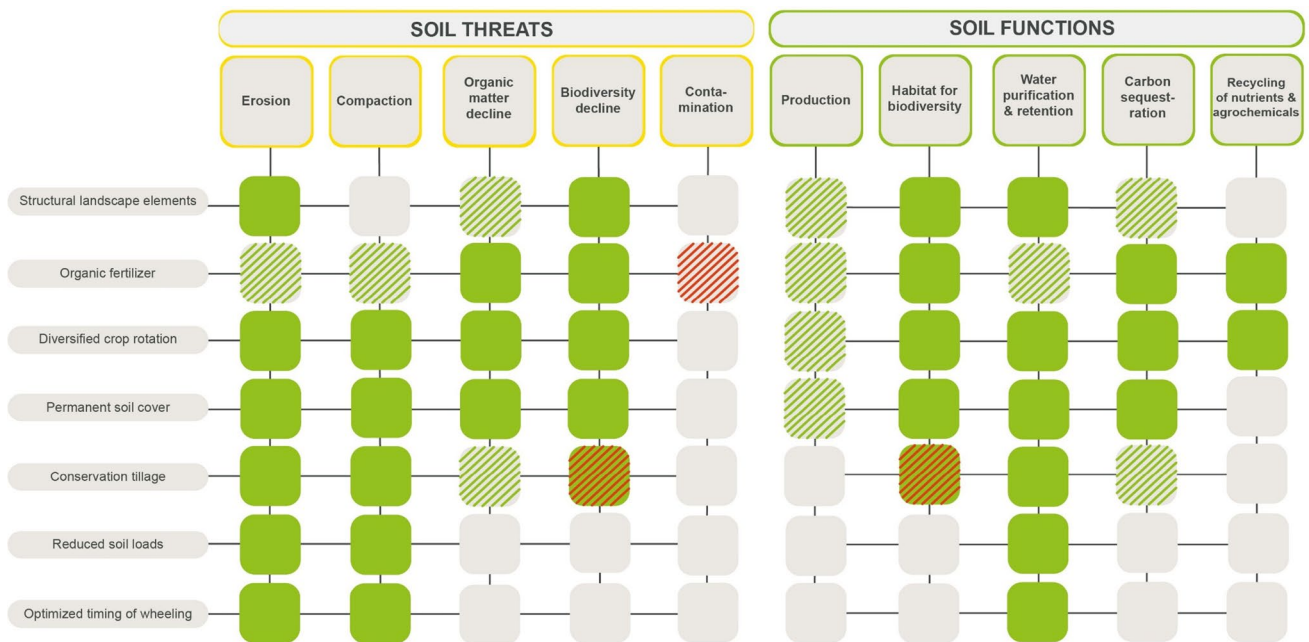 SOIL THREATS
SOIL FUNCTIONS
Erosion
Compaction
Organic
matter
decline
Biodiversity
decline
Conta-
mination
Production
Habitat for
biodiversity
Water
purification
& retention
Carbon
sequest-
ration
Recycling
of nutrients &
agrochemicals
Structural landscape elements
Organic fertilizer
Diversified crop rotation
Permanent soil cover
Conservation tillage
Reduced soil loads
Optimized timing of wheeling